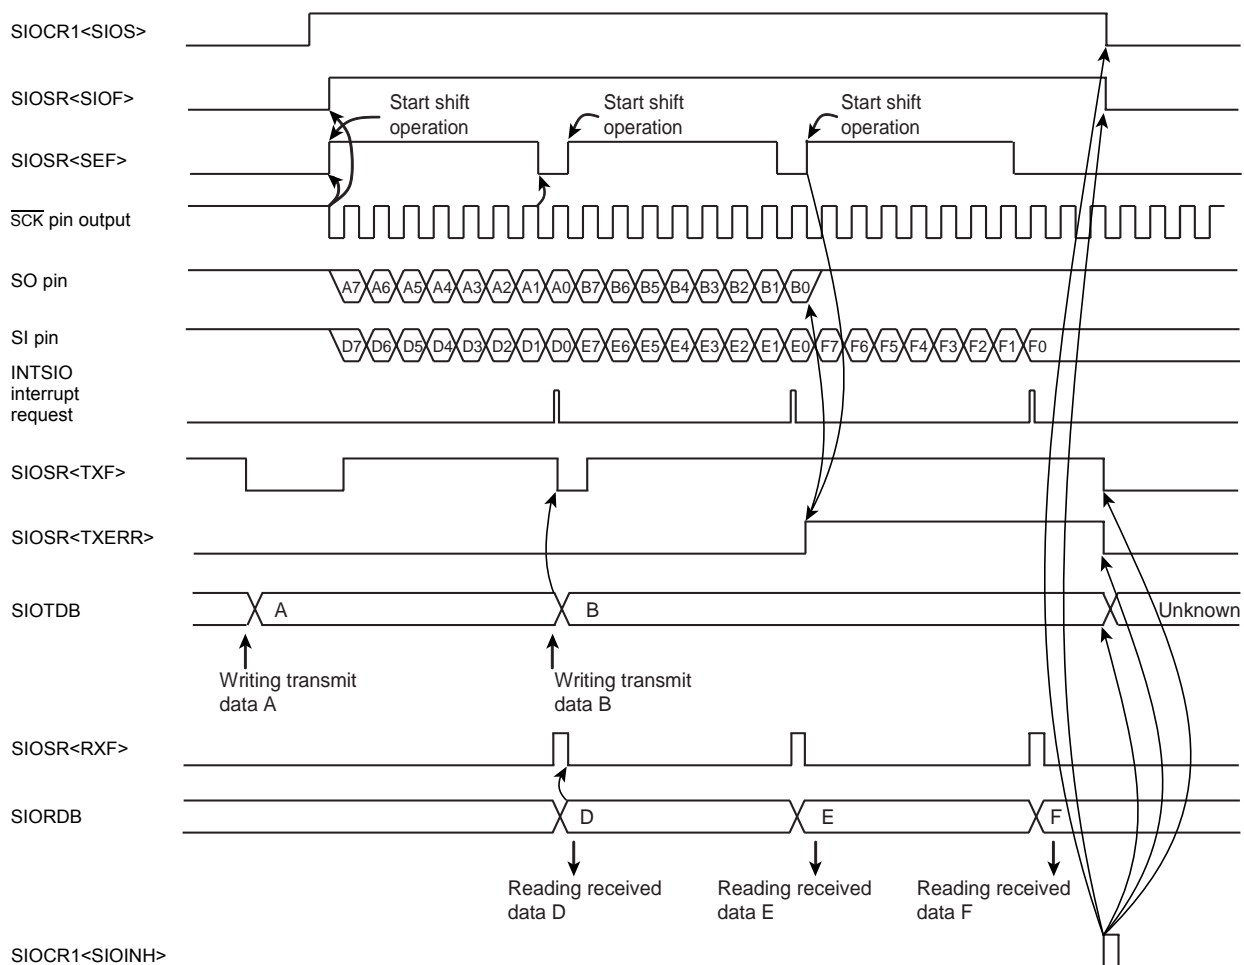 SIOCR1<SIOS>
SIOSR<SIOF>
Start shift
operation
Start shift
operation
Start shift
operation
SIOSR<SEF>
SCK pin output
SO pin
A7 A6 A5 A4 A3 A2 A1 A0 B7 B6 B5 B4 B3 B2 B1 B0
SI pin
D7 D6 D5 D4 D3 D2 D1 D0 E7 E6 E5 E4 E3 E2 E1 E0 F7 F6 F5 F4 F3 F2 F1 F0
INTSIO
interrupt
request
SIOSR<TXF>
SIOSR<TXERR>
SIOTDB
A
B
Unknown
Writing transmit
data A
Writing transmit
data B
SIOSR<RXF>
SIORDB
D
E
F
Reading received
data D
Reading received
data E
Reading received
data F
SIOCR1<SIOINH>